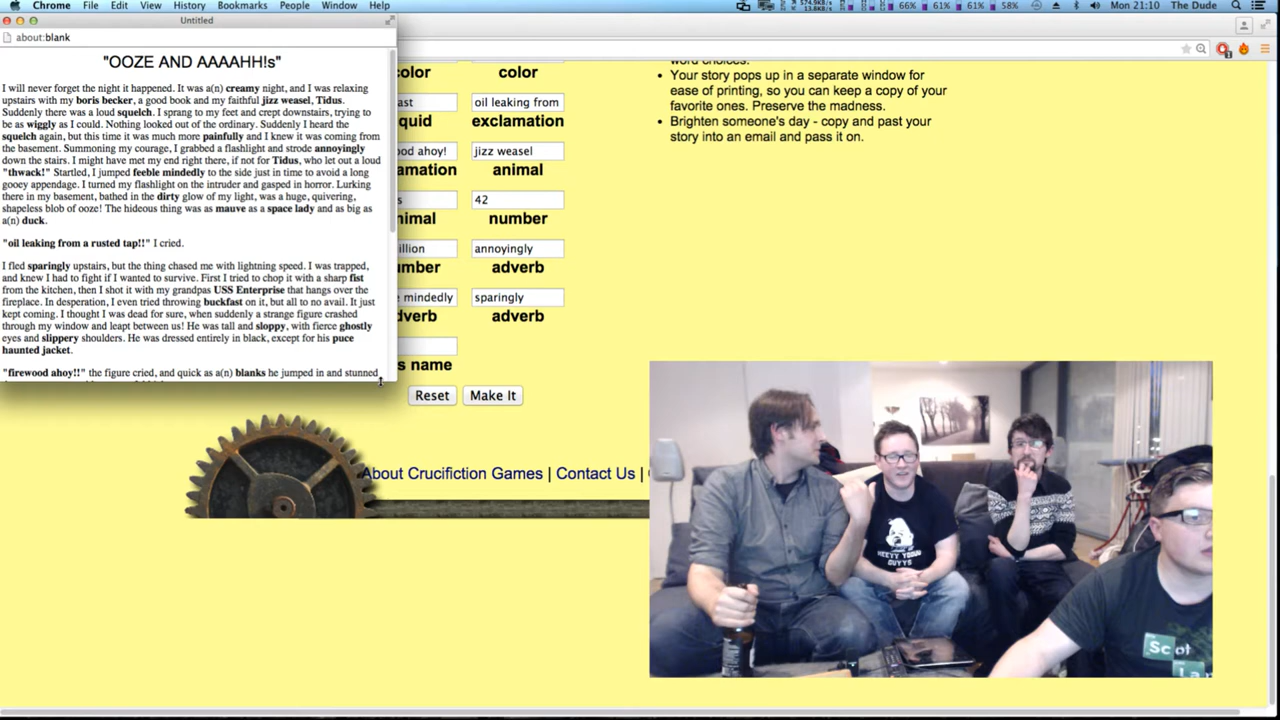 Chrome File Edit View History Bookmarks People Window Help
574.9KB/s
13.8KB/s
66% 61% 61% 58% Mon 21:10 The Dude
Untitled
about:blank
"OOZE AND AAAAHH!s"
I will never forget the night it happened. It was a(n) creamy night, and I was relaxing
upstairs with my boris becker, a good book and my faithful jizz weasel, Tidus.
Suddenly there was a loud squelch. I sprang to my feet and crept downstairs, trying to
be as wiggly as I could. Nothing looked out of the ordinary. Suddenly I heard the
squelch again, but this time it was much more painfully and I knew it was coming from
the basement. Summoning my courage, I grabbed a flashlight and strode annoyingly
down the stairs. I might have met my end right there, if not for Tidus, who let out a loud
"thwack!" Startled, I jumped feeble mindedly to the side just in time to avoid a long
gooey appendage. I turned my flashlight on the intruder and gasped in horror. Lurking
there in my basement, bathed in the dirty glow of my light, was a huge, quivering,
shapeless blob of ooze! The hideous thing was as mauve as a space lady and as big as
a(n) duck.
"oil leaking from a rusted tap!!" I cried.
I fled sparingly upstairs, but the thing chased me with lightning speed. I was trapped,
and knew I had to fight if I wanted to survive. First I tried to chop it with a sharp fist
from the kitchen, then I shot it with my grandpas USS Enterprise that hangs over the
fireplace. In desperation, I even tried throwing buckfast on it, but all to no avail. It just
kept coming. I thought I was dead for sure, when suddenly a strange figure crashed
through my window and leapt between us! He was tall and sloppy, with fierce ghostly
eyes and slippery shoulders. He was dressed entirely in black, except for his puce
haunted jacket.
"firewood ahoy!!" the figure cried, and quick as a(n) blanks he jumped in and stunned
color color
ast oil leaking from
quid exclamation
od ahoy! jizz weasel
amation animal
s 42
nimal number
illion annoyingly
umber adverb
e mindedly sparingly
dverb adverb
s name
Reset Make It
word choices.
• Your story pops up in a separate window for
ease of printing, so you can keep a copy of your
favorite ones. Preserve the madness.
• Brighten someone's day - copy and past your
story into an email and pass it on.
About Crucifiction Games | Contact Us |
GUYYS
Sc
La